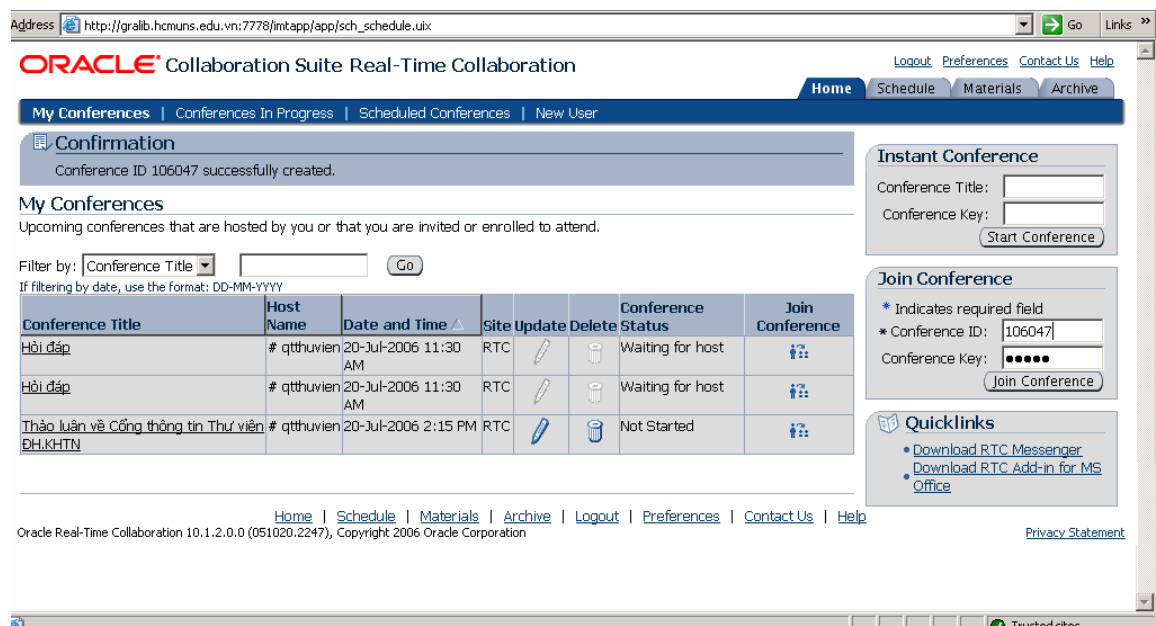 Address http://gralib.hcmuns.edu.vn:7778/imtapp/app/sch_schedule.uix Go Links »
ORACLE Collaboration Suite Real-Time Collaboration
Logout Preferences Contact Us Help
Home Schedule Materials Archive
My Conferences | Conferences In Progress | Scheduled Conferences | New User
Confirmation
Conference ID 106047 successfully created.
My Conferences
Upcoming conferences that are hosted by you or that you are invited or enrolled to attend.
Filter by: Conference Title Go
If filtering by date, use the format: DD-MM-YYYY
Conference Title Host Name Date and Time Site Update Delete Conference Status Join Conference
Hỏi đáp # qtthuvien 20-Jul-2006 11:30 AM RTC Waiting for host
Hỏi đáp # qtthuvien 20-Jul-2006 11:30 AM RTC Waiting for host
Thảo luận về Cổng thông tin Thư viện ĐH.KHTN # qtthuvien 20-Jul-2006 2:15 PM RTC Not Started
Instant Conference
Conference Title:
Conference Key:
Start Conference
Join Conference
* Indicates required field
* Conference ID: 106047
Conference Key: •••••
Join Conference
Quicklinks
• Download RTC Messenger
• Download RTC Add-in for MS
Office
Home | Schedule | Materials | Archive | Logout | Preferences | Contact Us | Help
Oracle Real-Time Collaboration 10.1.2.0.0 (051020.2247), Copyright 2006 Oracle Corporation
Privacy Statement
Trusted sites